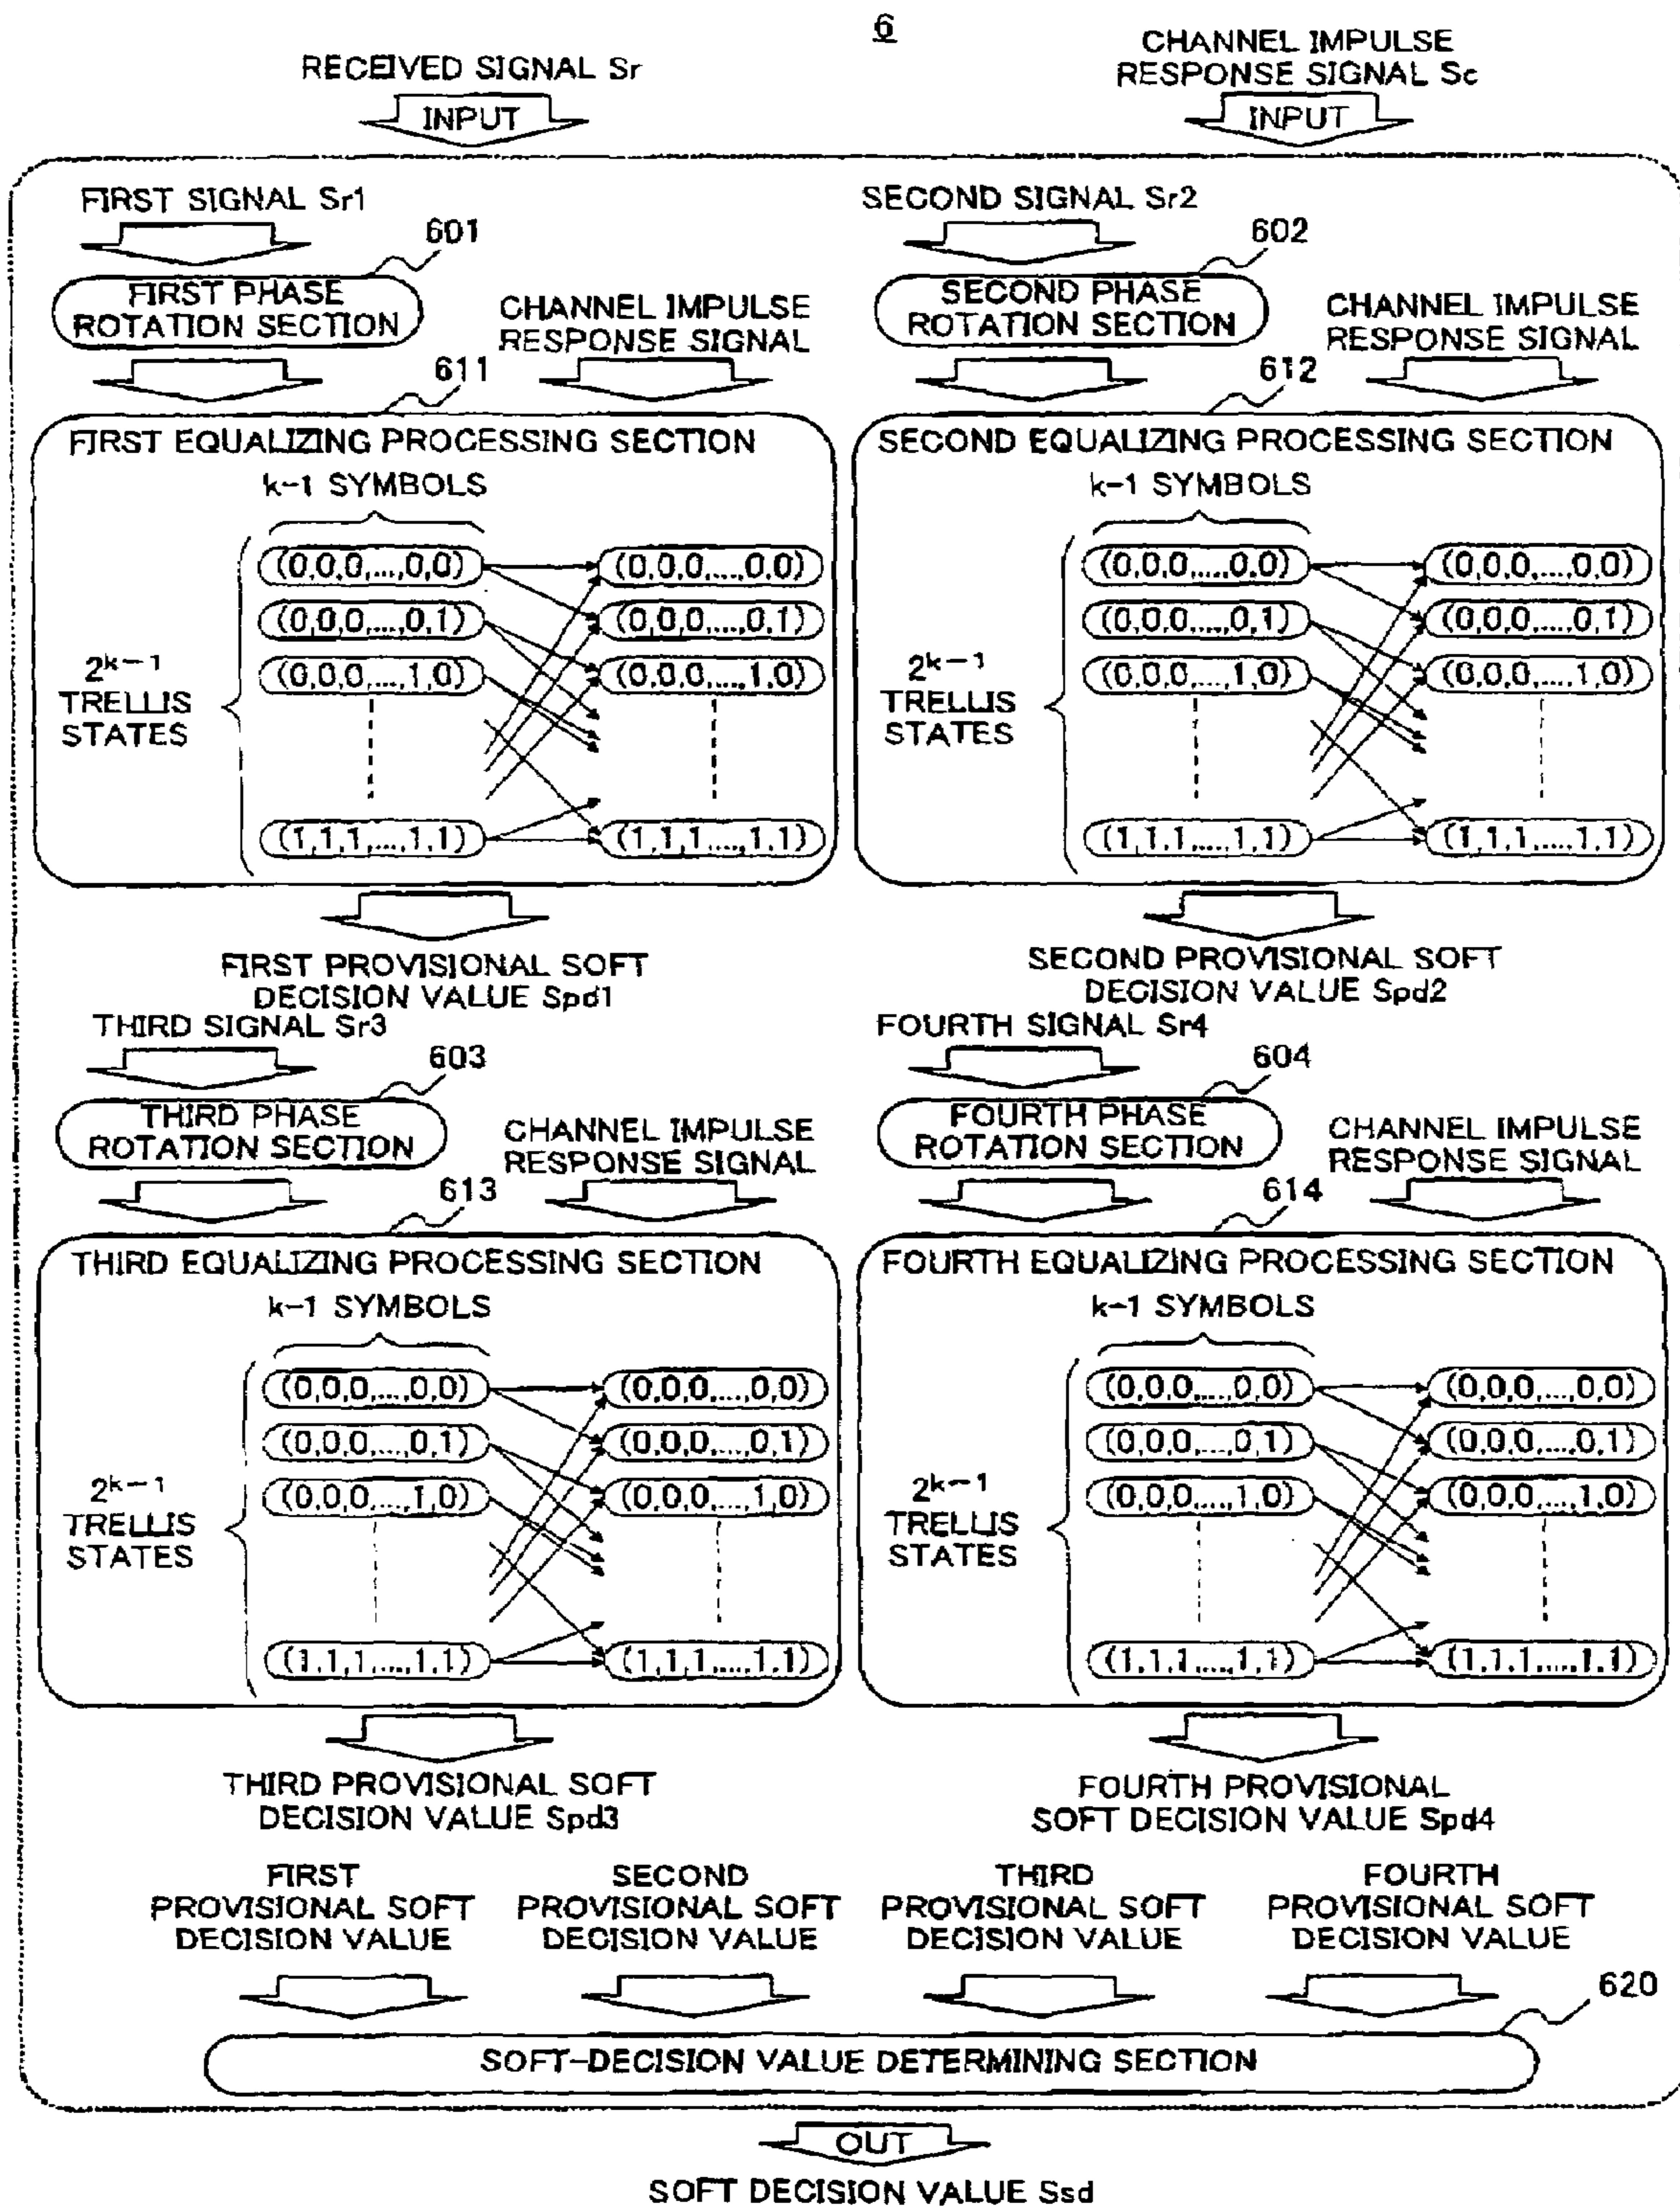 6
RECEIVED SIGNAL Sr
CHANNEL IMPULSE
RESPONSE SIGNAL Sc
INPUT
INPUT
FIRST SIGNAL Sr1
SECOND SIGNAL Sr2
601
602
FIRST PHASE
ROTATION SECTION
CHANNEL IMPULSE
RESPONSE SIGNAL
SECOND PHASE
ROTATION SECTION
CHANNEL IMPULSE
RESPONSE SIGNAL
611
612
FIRST EQUALIZING PROCESSING SECTION
k-1 SYMBOLS
(0,0,0,...,0,0)
(0,0,0,...,0,0)
(0,0,0,...,0,1)
(0,0,0,...,0,1)
(0,0,0,...,1,0)
(0,0,0,...,1,0)
2^k-1
TRELLIS
STATES
(1,1,1,...,1,1)
(1,1,1,...,1,1)
SECOND EQUALIZING PROCESSING SECTION
k-1 SYMBOLS
(0,0,0,...,0,0)
(0,0,0,...,0,0)
(0,0,0,...,0,1)
(0,0,0,...,0,1)
(0,0,0,...,1,0)
(0,0,0,...,1,0)
2^k-1
TRELLIS
STATES
(1,1,1,...,1,1)
(1,1,1,...,1,1)
FIRST PROVISIONAL SOFT
DECISION VALUE Spd1
SECOND PROVISIONAL SOFT
DECISION VALUE Spd2
THIRD SIGNAL Sr3
FOURTH SIGNAL Sr4
603
604
THIRD PHASE
ROTATION SECTION
CHANNEL IMPULSE
RESPONSE SIGNAL
FOURTH PHASE
ROTATION SECTION
CHANNEL IMPULSE
RESPONSE SIGNAL
613
614
THIRD EQUALIZING PROCESSING SECTION
k-1 SYMBOLS
(0,0,0,...,0,0)
(0,0,0,...,0,0)
(0,0,0,...,0,1)
(0,0,0,...,0,1)
(0,0,0,...,1,0)
(0,0,0,...,1,0)
2^k-1
TRELLIS
STATES
(1,1,1,...,1,1)
(1,1,1,...,1,1)
FOURTH EQUALIZING PROCESSING SECTION
k-1 SYMBOLS
(0,0,0,...,0,0)
(0,0,0,...,0,0)
(0,0,0,...,0,1)
(0,0,0,...,0,1)
(0,0,0,...,1,0)
(0,0,0,...,1,0)
2^k-1
TRELLIS
STATES
(1,1,1,...,1,1)
(1,1,1,...,1,1)
THIRD PROVISIONAL SOFT
DECISION VALUE Spd3
FOURTH PROVISIONAL
SOFT DECISION VALUE Spd4
FIRST
PROVISIONAL SOFT
DECISION VALUE
SECOND
PROVISIONAL SOFT
DECISION VALUE
THIRD
PROVISIONAL SOFT
DECISION VALUE
FOURTH
PROVISIONAL SOFT
DECISION VALUE
620
SOFT-DECISION VALUE DETERMINING SECTION
OUT
SOFT DECISION VALUE Ssd